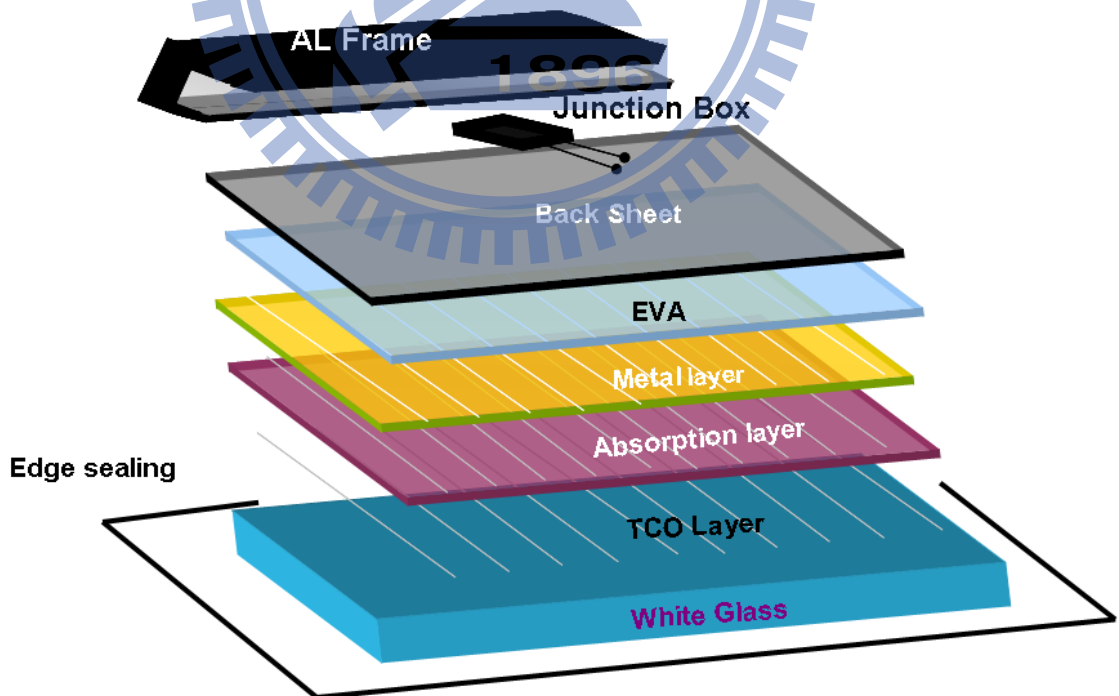 AL Frame
1896
Junction Box
Back Sheet
EVA
Metal layer
Absorption layer
Edge sealing
TCO Layer
White Glass